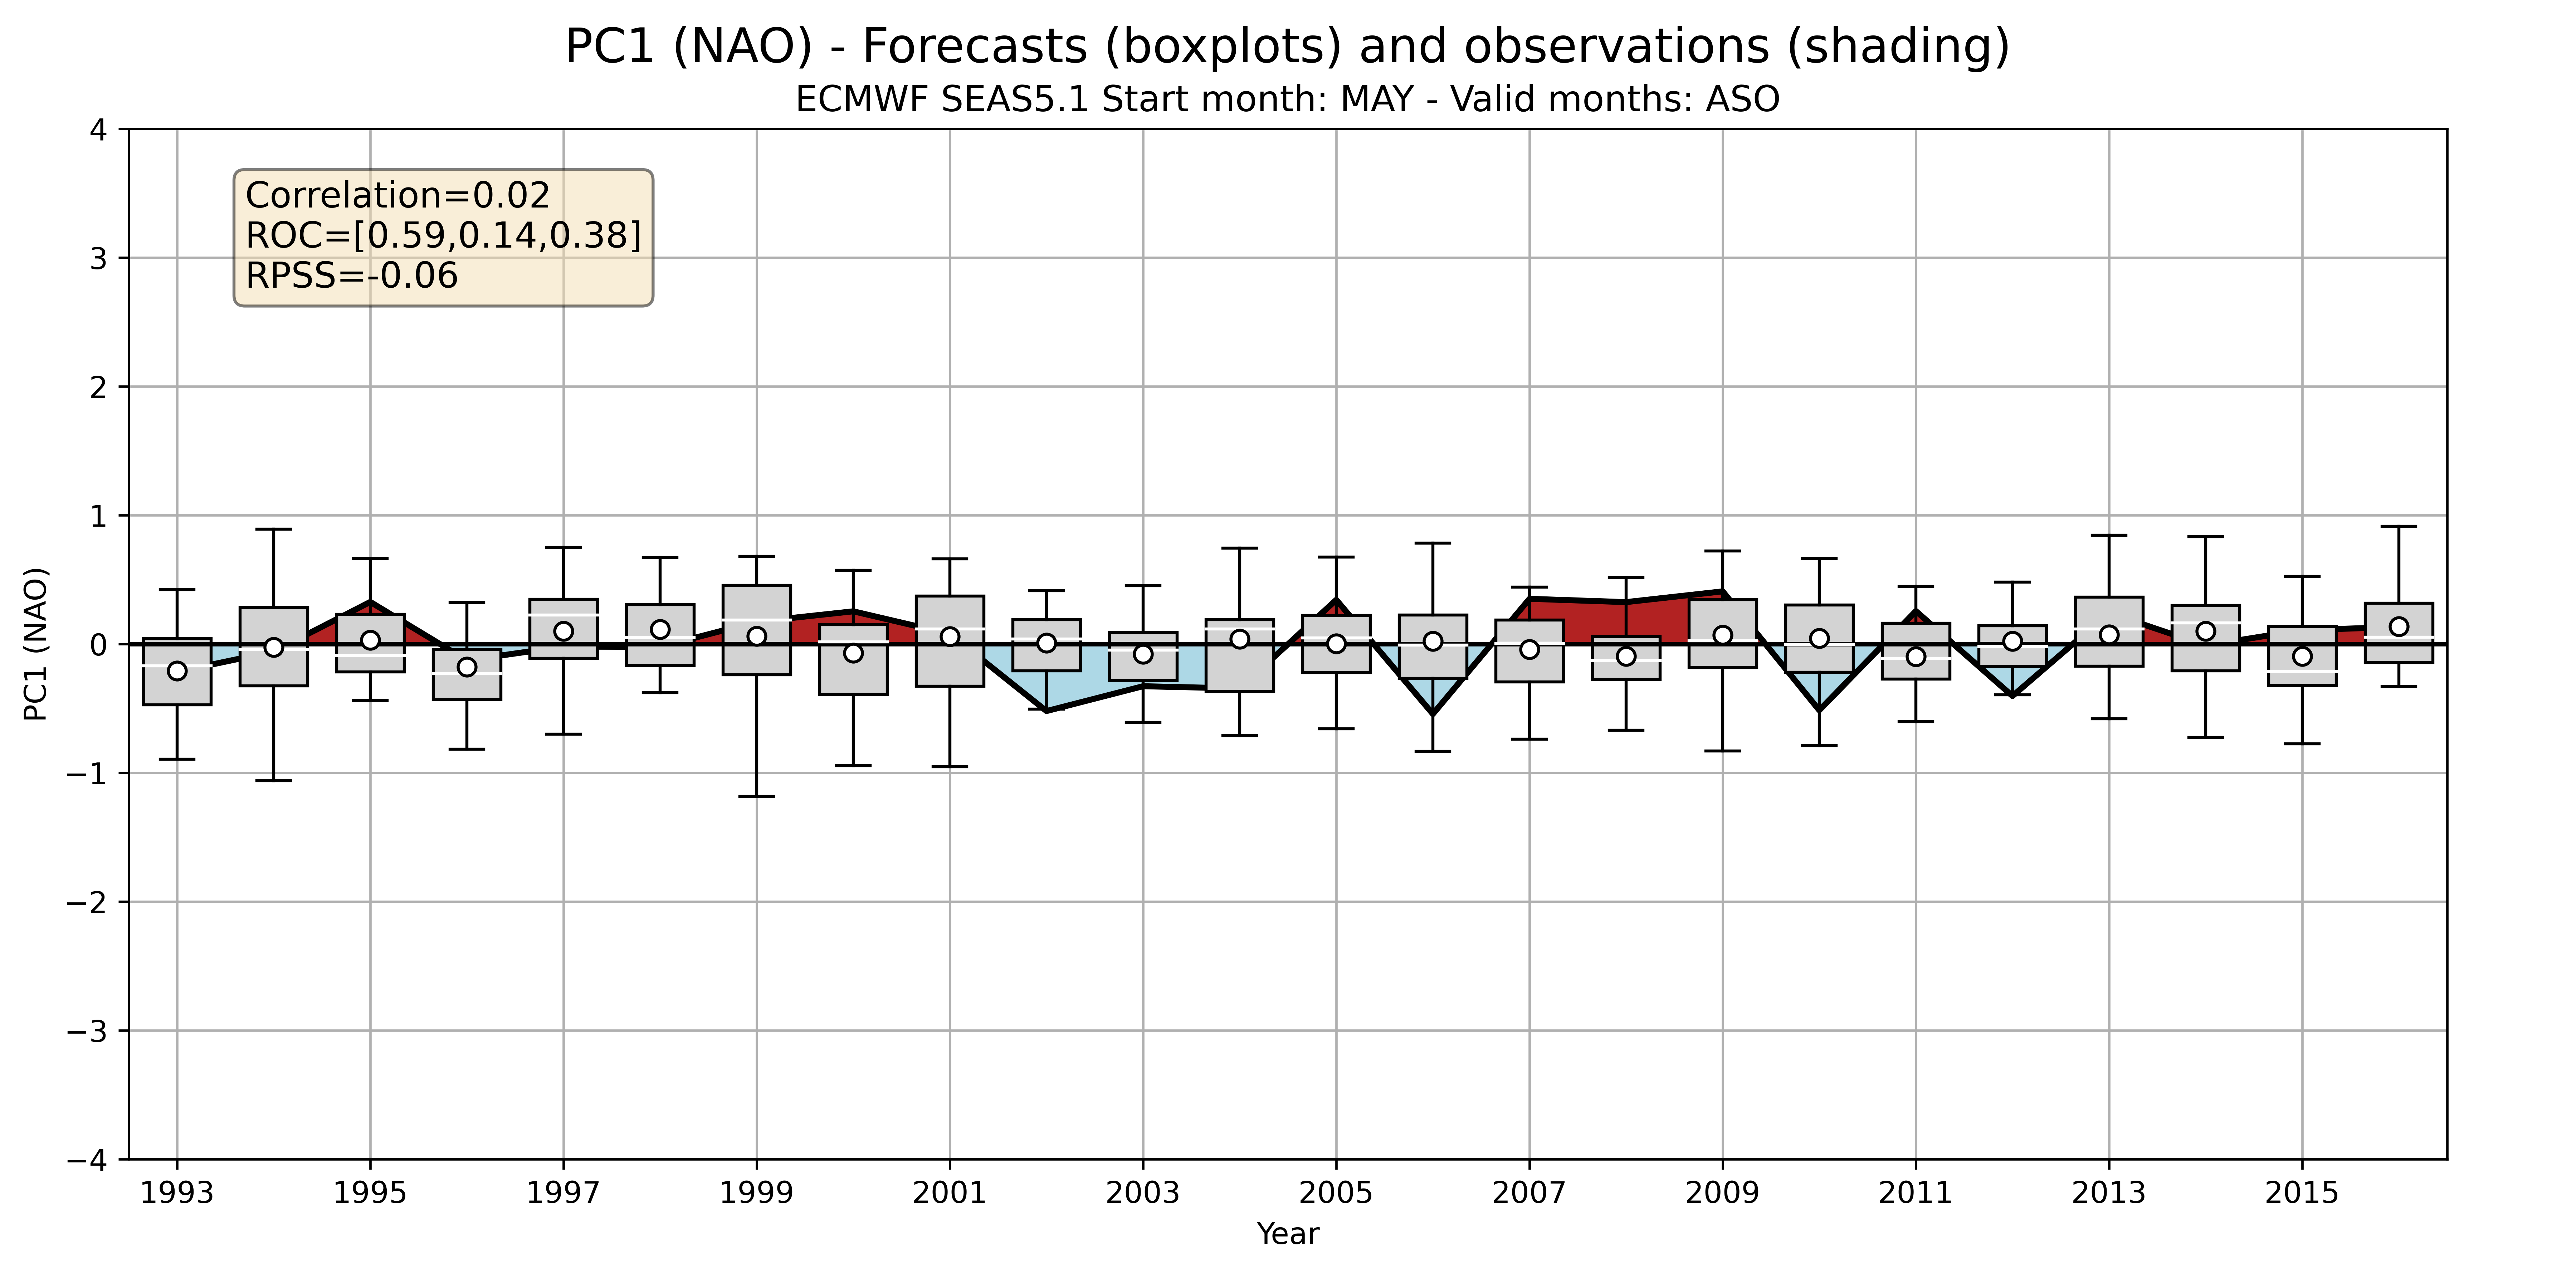 PC1 (NAO) - Forecasts (boxplots) and observations (shading)
ECMWF SEAS5.1 Start month: MAY - Valid months: ASO
Correlation=0.02
ROC=[0.59,0.14,0.38]
RPSS=-0.06
PC1 (NAO)
4
3
2
1
0
−1
−2
−3
−4
1993 1995 1997 1999 2001 2003 2005 2007 2009 2011 2013 2015
Year